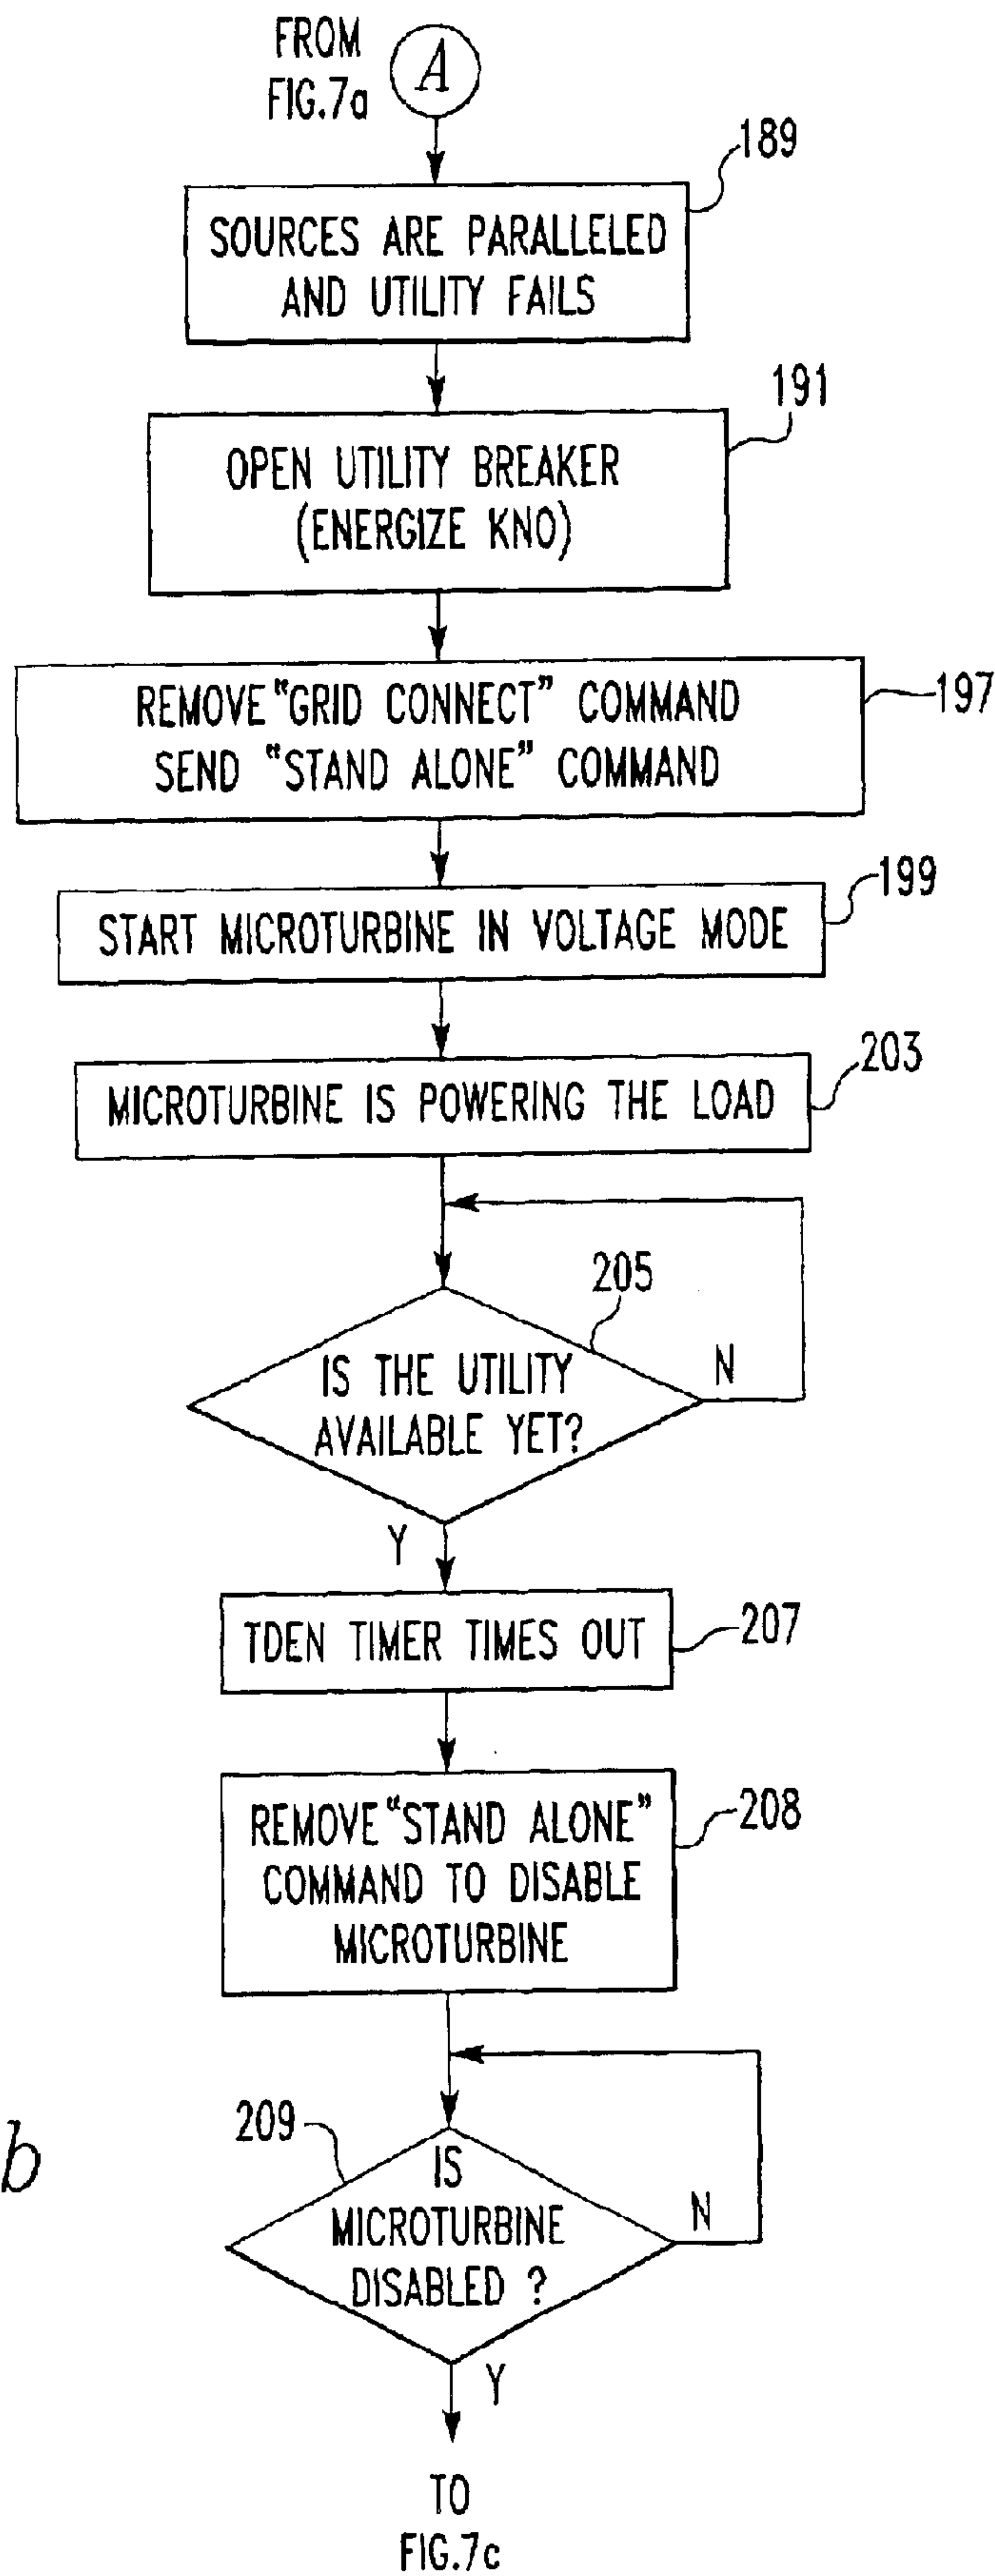 FROM
FIG.7a
A
189
SOURCES ARE PARALLELED
AND UTILITY FAILS
191
OPEN UTILITY BREAKER
(ENERGIZE KNO)
197
REMOVE "GRID CONNECT" COMMAND
SEND "STAND ALONE" COMMAND
199
START MICROTURBINE IN VOLTAGE MODE
203
MICROTURBINE IS POWERING THE LOAD
205
IS THE UTILITY
AVAILABLE YET?
N
Y
TDEN TIMER TIMES OUT
207
REMOVE "STAND ALONE"
COMMAND TO DISABLE
MICROTURBINE
208
209
IS
MICROTURBINE
DISABLED ?
N
b
Y
TO
FIG.7c